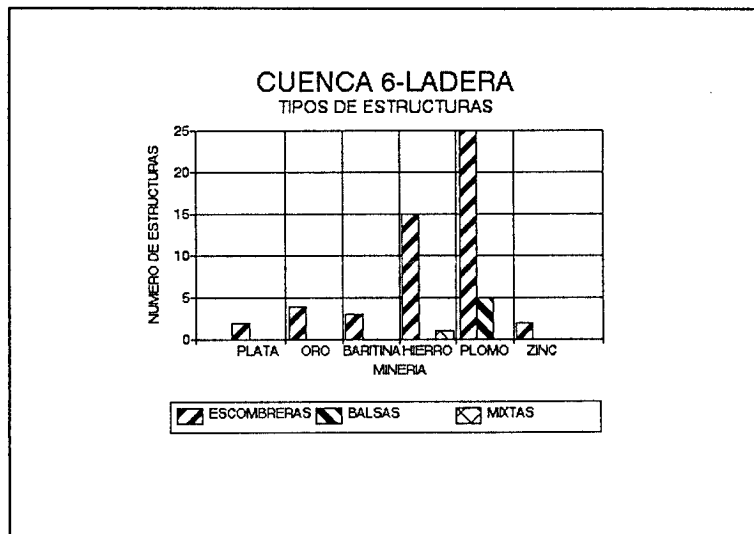 CUENCA 6-LADERA
TIPOS DE ESTRUCTURAS
NUMERO DE ESTRUCTURAS
25
20
15
10
5
0
PLATA ORO BARITINA HIERRO PLOMO ZINC
MINERIA
ESCOMBRERAS BALSAS MIXTAS